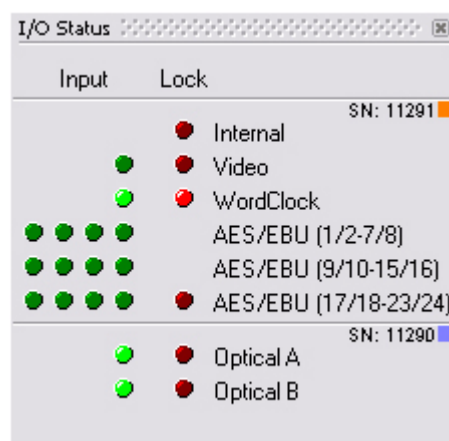 I/O Status
Input Lock
SN: 11291
Internal
Video
WordClock
AES/EBU (1/2-7/8)
AES/EBU (9/10-15/16)
AES/EBU (17/18-23/24)
SN: 11290
Optical A
Optical B